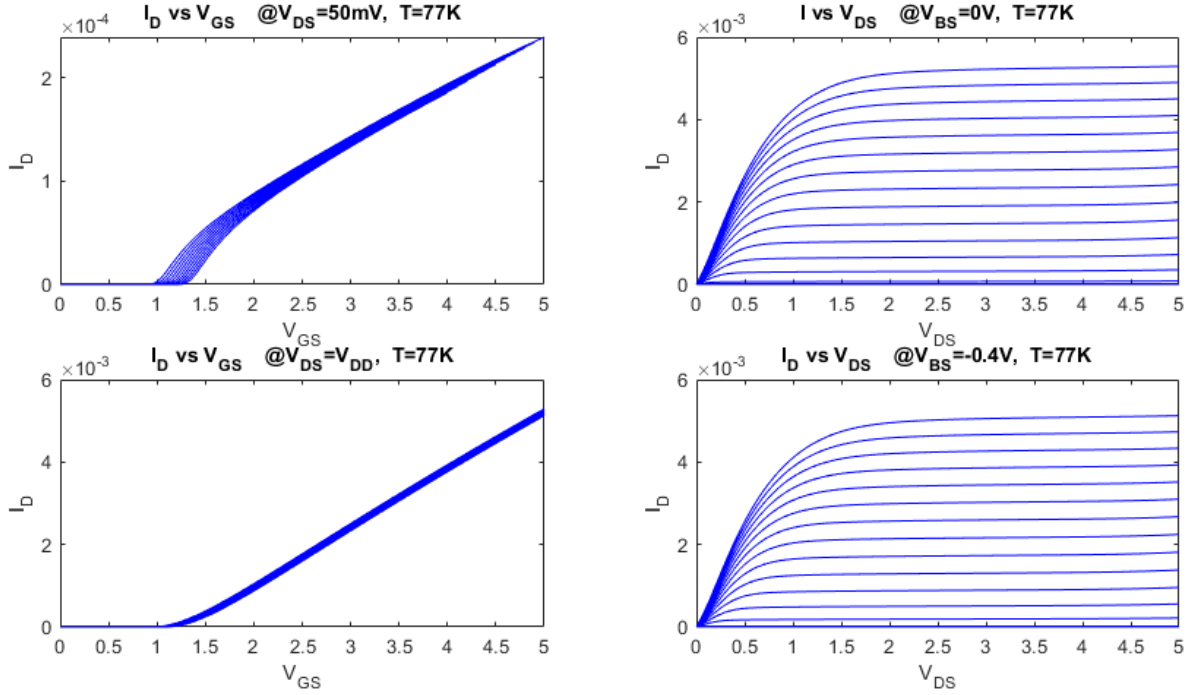 I_D vs V_GS @V_DS=50mV, T=77K
×10^-4
2
1
0
I_D
0 0.5 1 1.5 2 2.5 3 3.5 4 4.5 5
V_GS
I vs V_DS @V_BS=0V, T=77K
×10^-3
6
4
2
0
I_D
0 0.5 1 1.5 2 2.5 3 3.5 4 4.5 5
V_DS
I_D vs V_GS @V_DS=V_DD, T=77K
×10^-3
6
4
2
0
I_D
0 0.5 1 1.5 2 2.5 3 3.5 4 4.5 5
V_GS
I_D vs V_DS @V_BS=-0.4V, T=77K
×10^-3
6
4
2
0
I_D
0 0.5 1 1.5 2 2.5 3 3.5 4 4.5 5
V_DS